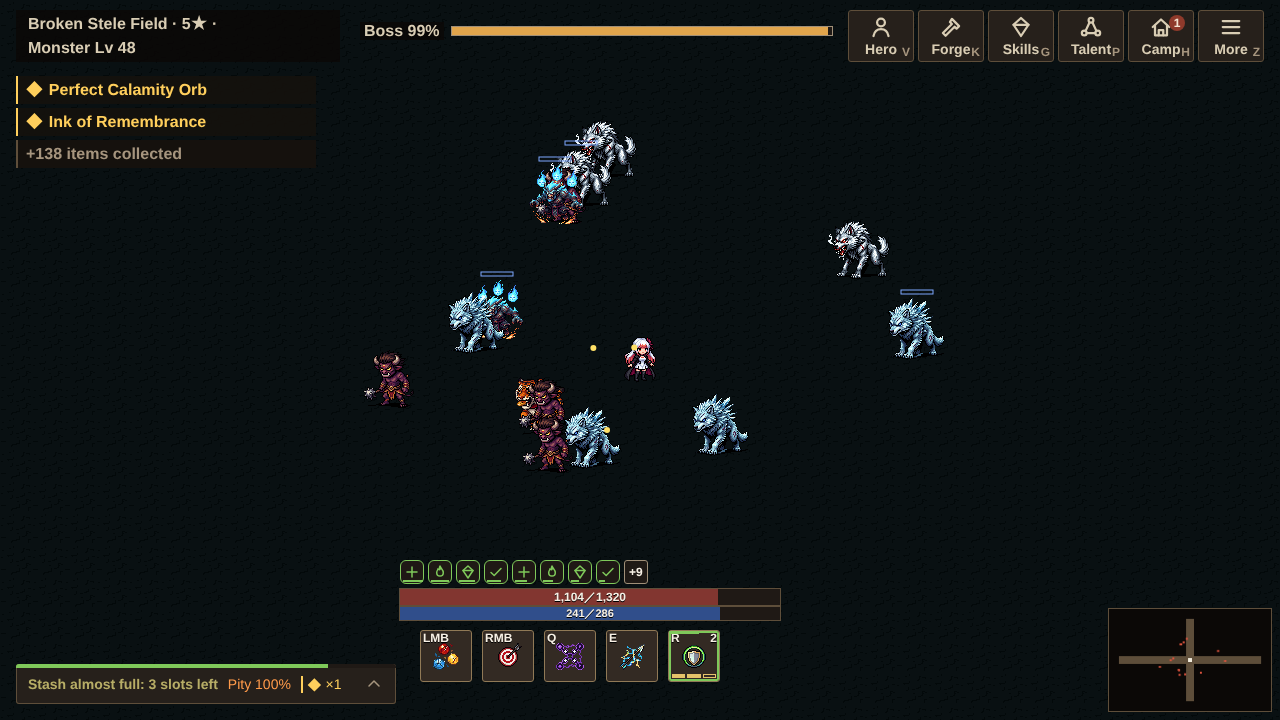 Broken Stele Field · 5★ ·
Monster Lv 48
Boss 99%
Hero V
Forge K
Skills G
Talent P
Camp H
1
More Z
Perfect Calamity Orb
Ink of Remembrance
+138 items collected
+9
1,104／1,320
241／286
LMB
RMB
Q
E
R 2
Stash almost full: 3 slots left Pity 100% ×1